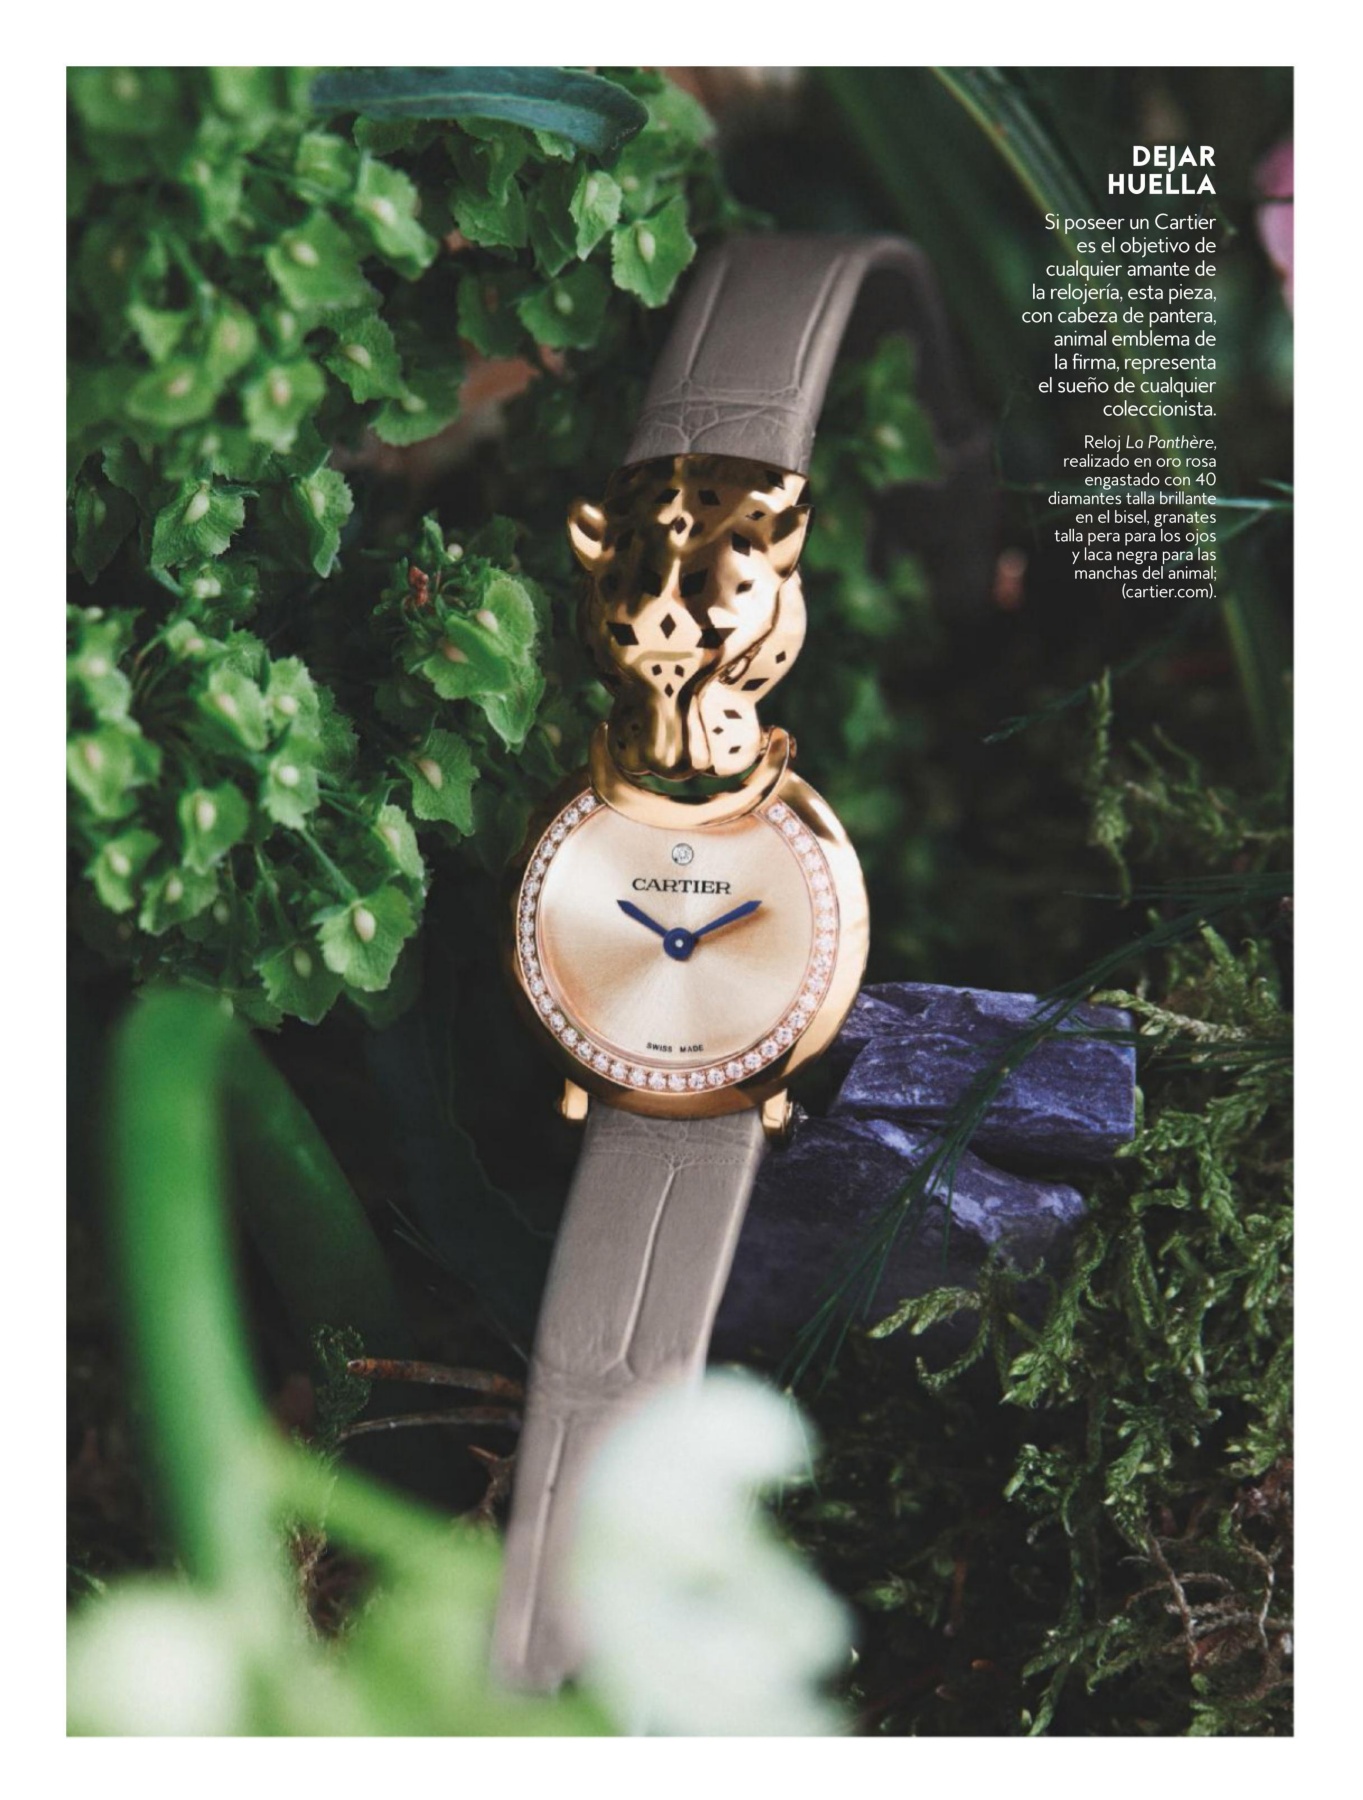 DEJAR
HUELLA
Si poseer un Cartier
es el objetivo de
cualquier amante de
la relojería, esta pieza,
con cabeza de pantera,
animal emblema de
la firma, representa
el sueño de cualquier
coleccionista.
Reloj La Panthère,
realizado en oro rosa
engastado con 40
diamantes talla brillante
en el bisel, granates
talla pera para los ojos
y laca negra para las
manchas del animal;
(cartier.com).
CARTIER
SWISS MADE